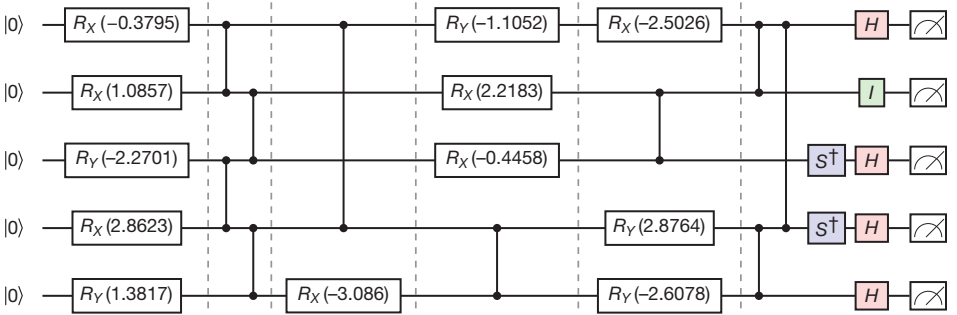 |0⟩ R_X(−0.3795) R_Y(−1.1052) R_X(−2.5026) H
|0⟩ R_X(1.0857) R_X(2.2183) I
|0⟩ R_Y(−2.2701) R_X(−0.4458) S† H
|0⟩ R_X(2.8623) R_Y(2.8764) S† H
|0⟩ R_Y(1.3817) R_X(−3.086) R_Y(−2.6078) H